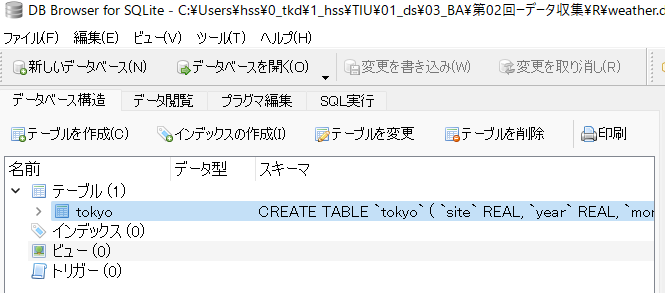 DB Browser for SQLite - C:¥Users¥hss¥0_tkd¥1_hss¥TIU¥01_ds¥03_BA¥第02回ーデータ収集¥R¥weather.d
ファイル(F) 編集(E) ビュー(V) ツール(T) ヘルプ(H)
新しいデータベース(N) データベースを開く(O) 変更を書き込み(W) 変更を取り消し(R)
データベース構造 データ閲覧 プラグマ編集 SQL実行
テーブルを作成(C) インデックスの作成(I) テーブルを変更 テーブルを削除 印刷
名前 データ型 スキーマ
テーブル (1)
tokyo CREATE TABLE `tokyo` ( `site` REAL, `year` REAL, `mon
インデックス (0)
ビュー (0)
トリガー (0)